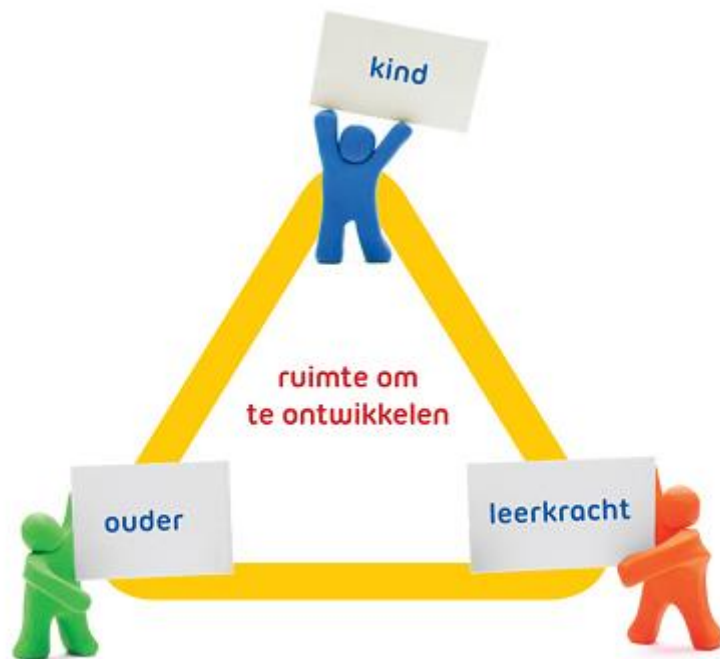 kind
ruimte om
te ontwikkelen
ouder
leerkracht